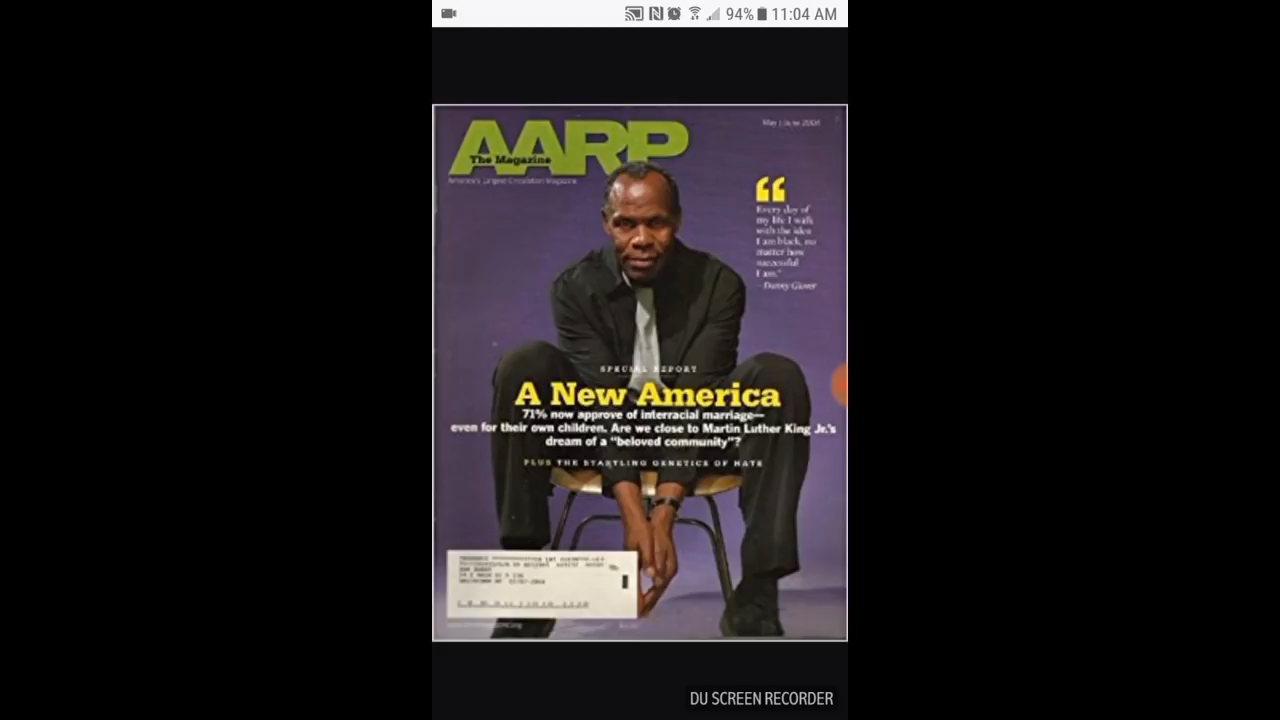 94% 11:04 AM
AARP
The Magazine
America's Largest Circulation Magazine
May | June 2004
“
Every day of
my life I walk
with the idea
I am black, no
matter how
successful
I am."
–Danny Glover
SPECIAL REPORT
A New America
71% now approve of interracial marriage—
even for their own children. Are we close to Martin Luther King Jr.'s
dream of a “beloved community”?
PLUS THE STARTLING GENETICS OF HATE
DU SCREEN RECORDER